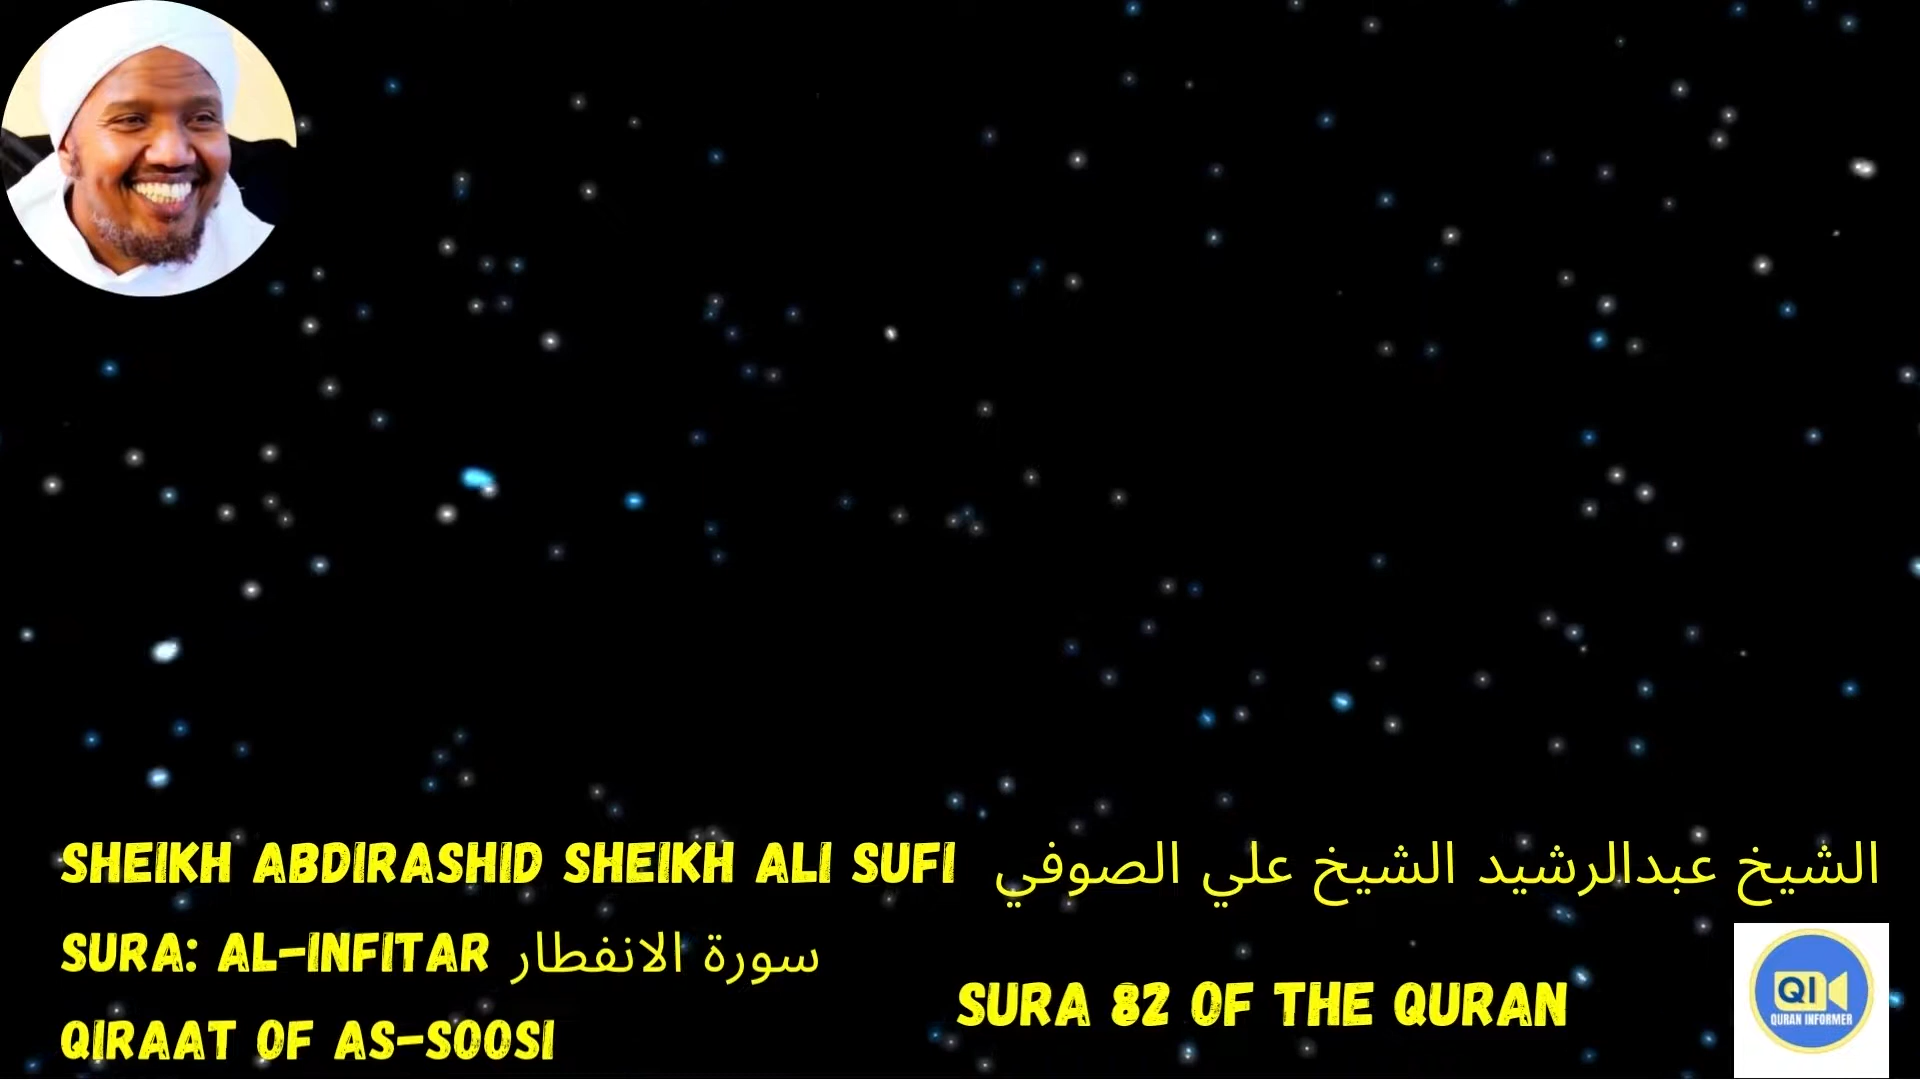 SHEIKH ABDIRASHID SHEIKH ALI SUFI الشيخ عبدالرشيد الشيخ علي الصوفي
SURA: AL-INFITAR سورة الانفطار
SURA 82 OF THE QURAN
QIRAAT OF AS-SOOSI
QI
QURAN INFORMER